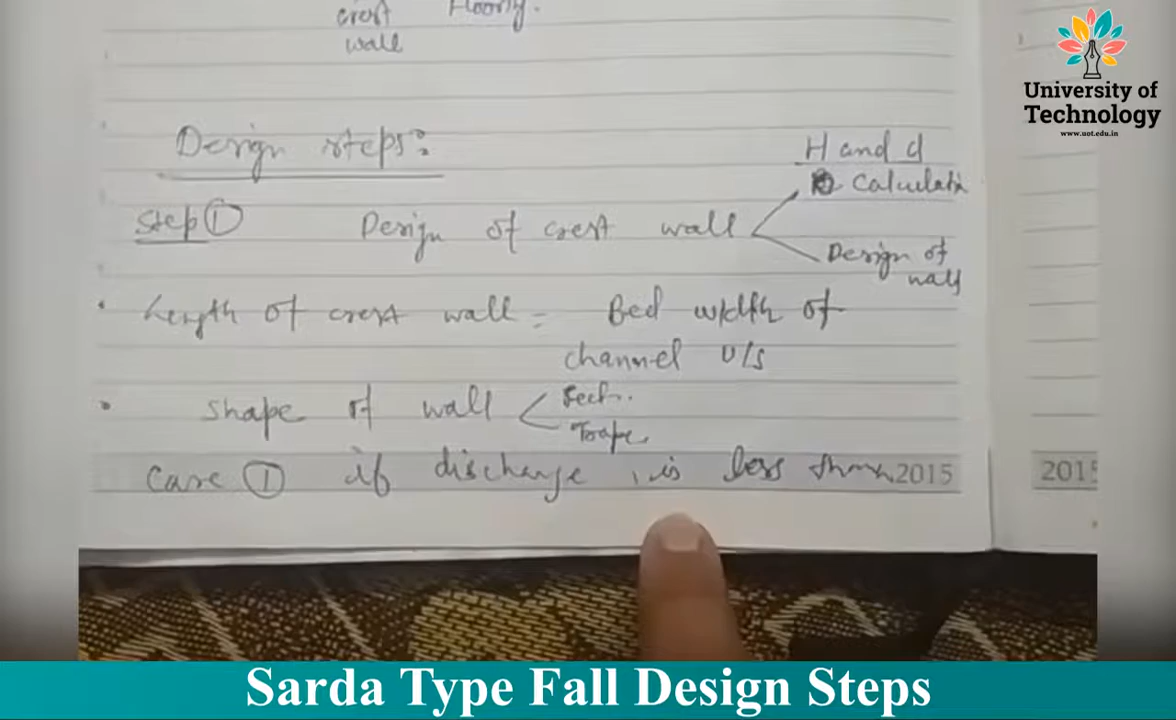 crest Floory.
wall
University of
Technology
www.uot.edu.in
Design steps:
H and d
Calculati
Step ① Design of crest wall
Design of
wall
• Length of crest wall = Bed width of
channel U/S
• Shape of wall < Rect.
Trape.
Case ① if discharge is less than 2015
2015
Sarda Type Fall Design Steps